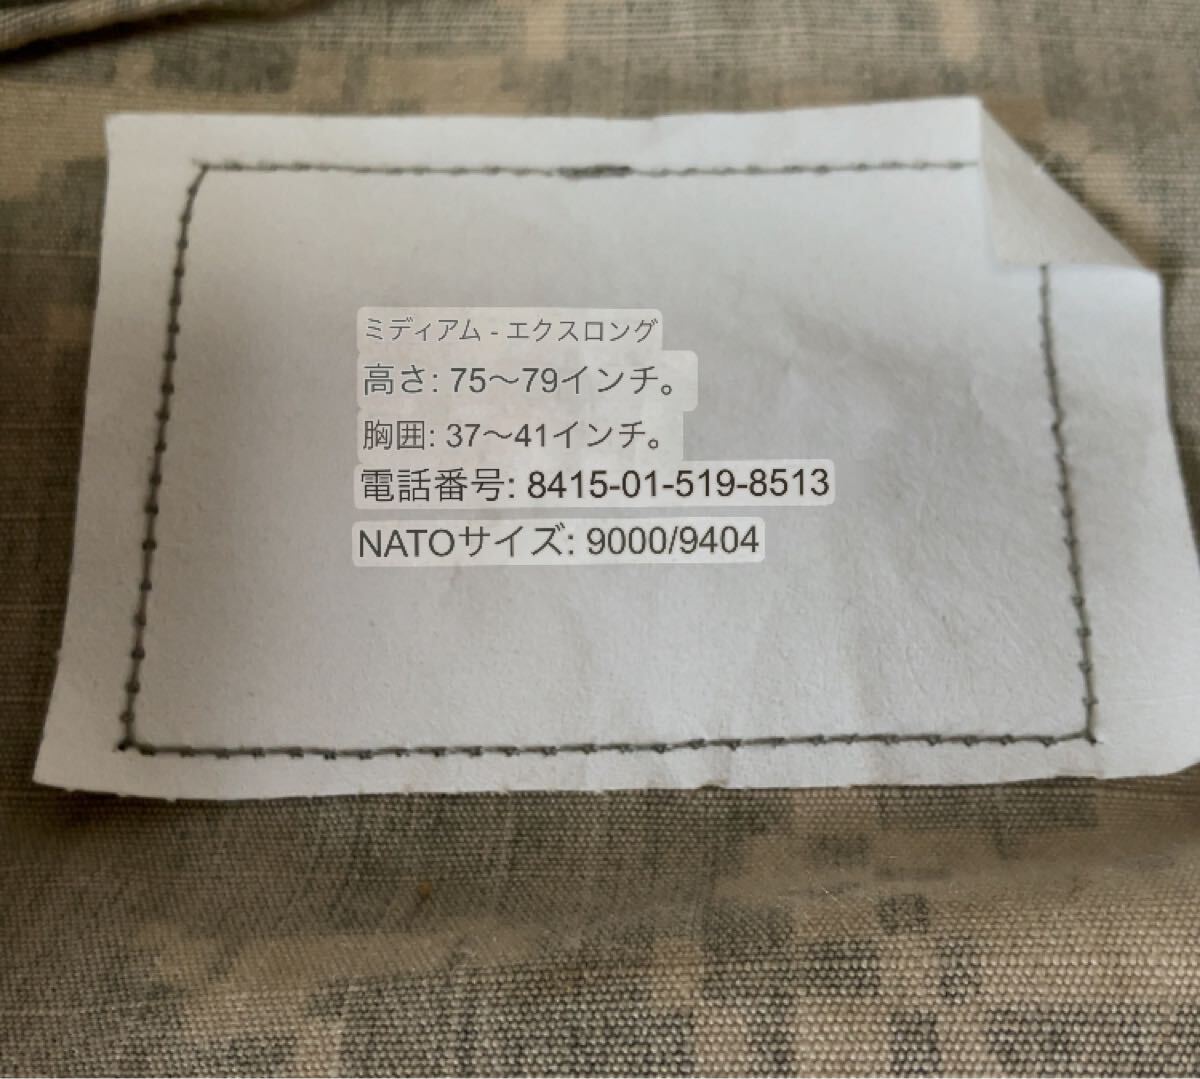 ミディアム - エクスロング
高さ: 75〜79インチ。
胸囲: 37〜41インチ。
電話番号: 8415-01-519-8513
NATOサイズ: 9000/9404